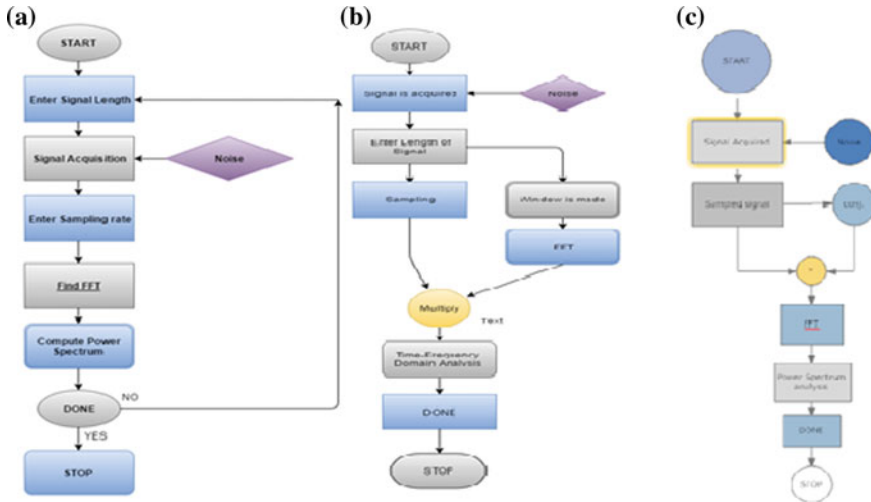 (a)
START
Enter Signal Length
Signal Acquisition
Noise
Enter Sampling rate
Find FFT
Compute Power
Spectrum
DONE
NO
YES
STOP
(b)
START
Signal is acquired
Noise
Enter Length of
Signal
Sampling
Window is made
FFT
Multiply
Text
Time-Frequency
Domain Analysis
DONE
STOP
(c)
START
Signal Acquired
Noise
Sampled signal
Conj.
*
FFT
Power Spectrum
analysis
DONE
STOP